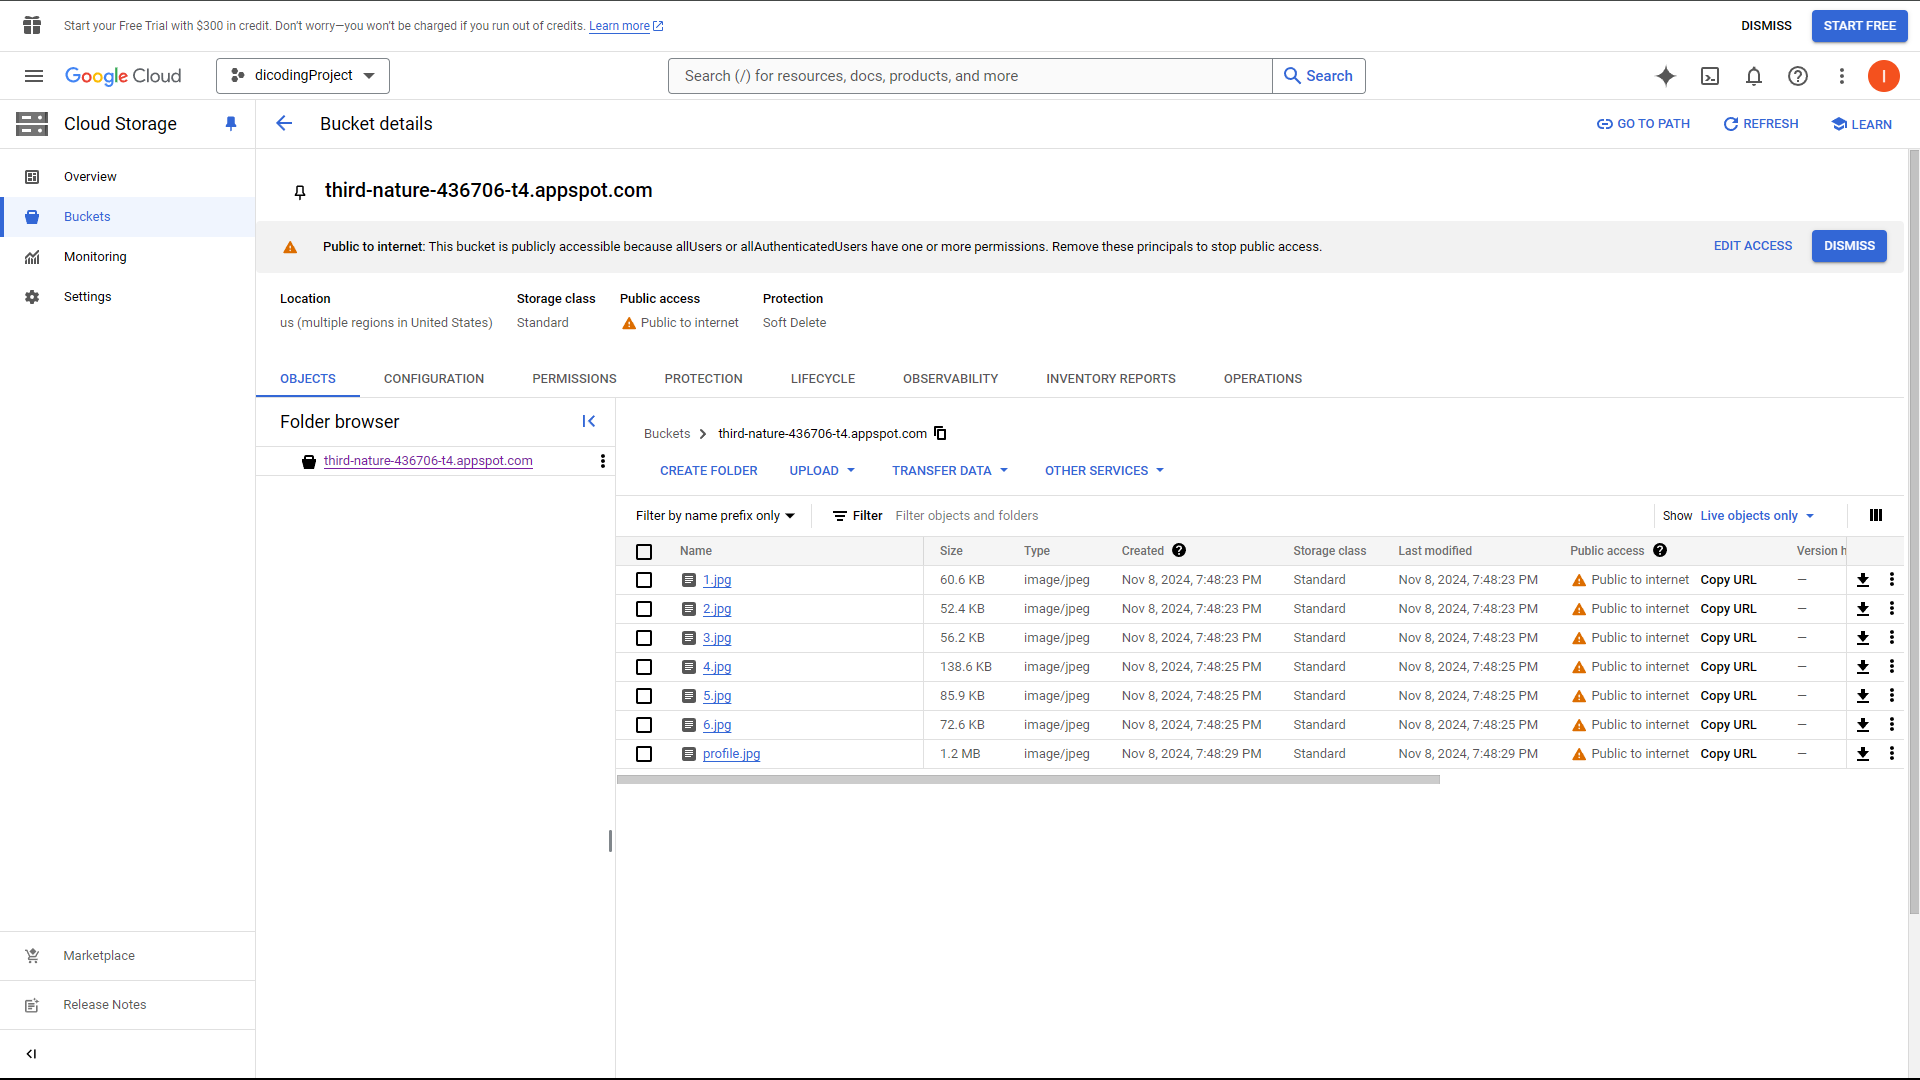 Start your Free Trial with $300 in credit. Don't worry—you won't be charged if you run out of credits. Learn more
DISMISS
START FREE
Google Cloud
dicodingProject
Search (/) for resources, docs, products, and more
Search
I
Cloud Storage
Bucket details
GO TO PATH
REFRESH
LEARN
Overview
Buckets
Monitoring
Settings
Marketplace
Release Notes
third-nature-436706-t4.appspot.com
Public to internet: This bucket is publicly accessible because allUsers or allAuthenticatedUsers have one or more permissions. Remove these principals to stop public access.
EDIT ACCESS
DISMISS
Location Storage class Public access Protection
us (multiple regions in United States) Standard Public to internet Soft Delete
OBJECTS CONFIGURATION PERMISSIONS PROTECTION LIFECYCLE OBSERVABILITY INVENTORY REPORTS OPERATIONS
Folder browser
third-nature-436706-t4.appspot.com
Buckets > third-nature-436706-t4.appspot.com
CREATE FOLDER UPLOAD TRANSFER DATA OTHER SERVICES
Filter by name prefix only Filter Filter objects and folders Show Live objects only
Name Size Type Created Storage class Last modified Public access Version h
1.jpg 60.6 KB image/jpeg Nov 8, 2024, 7:48:23 PM Standard Nov 8, 2024, 7:48:23 PM Public to internet Copy URL —
2.jpg 52.4 KB image/jpeg Nov 8, 2024, 7:48:23 PM Standard Nov 8, 2024, 7:48:23 PM Public to internet Copy URL —
3.jpg 56.2 KB image/jpeg Nov 8, 2024, 7:48:23 PM Standard Nov 8, 2024, 7:48:23 PM Public to internet Copy URL —
4.jpg 138.6 KB image/jpeg Nov 8, 2024, 7:48:25 PM Standard Nov 8, 2024, 7:48:25 PM Public to internet Copy URL —
5.jpg 85.9 KB image/jpeg Nov 8, 2024, 7:48:25 PM Standard Nov 8, 2024, 7:48:25 PM Public to internet Copy URL —
6.jpg 72.6 KB image/jpeg Nov 8, 2024, 7:48:25 PM Standard Nov 8, 2024, 7:48:25 PM Public to internet Copy URL —
profile.jpg 1.2 MB image/jpeg Nov 8, 2024, 7:48:29 PM Standard Nov 8, 2024, 7:48:29 PM Public to internet Copy URL —